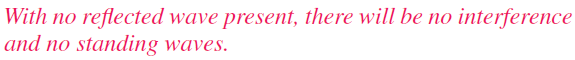 With no reflected wave present, there will be no interference
and no standing waves.